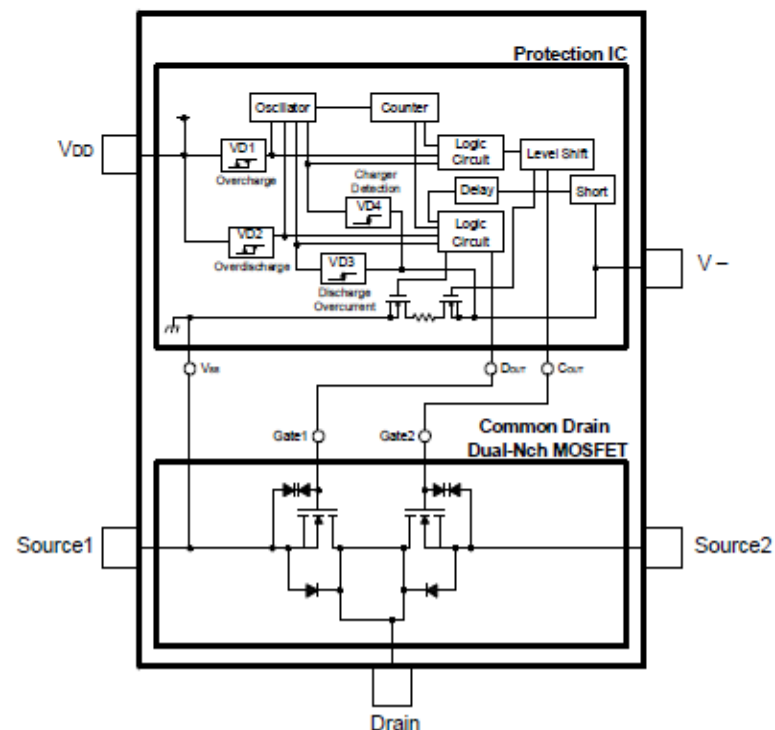 Protection IC
Oscillator
Counter
VDD
VD1
Overcharge
Logic
Circuit
Level Shift
Charger
Detection
Delay
Short
VD4
VD2
Overdischarge
Logic
Circuit
VD3
Discharge
Overcurrent
V –
VSS
DOUT
COUT
Gate1
Gate2
Common Drain
Dual-Nch MOSFET
Source1
Source2
Drain